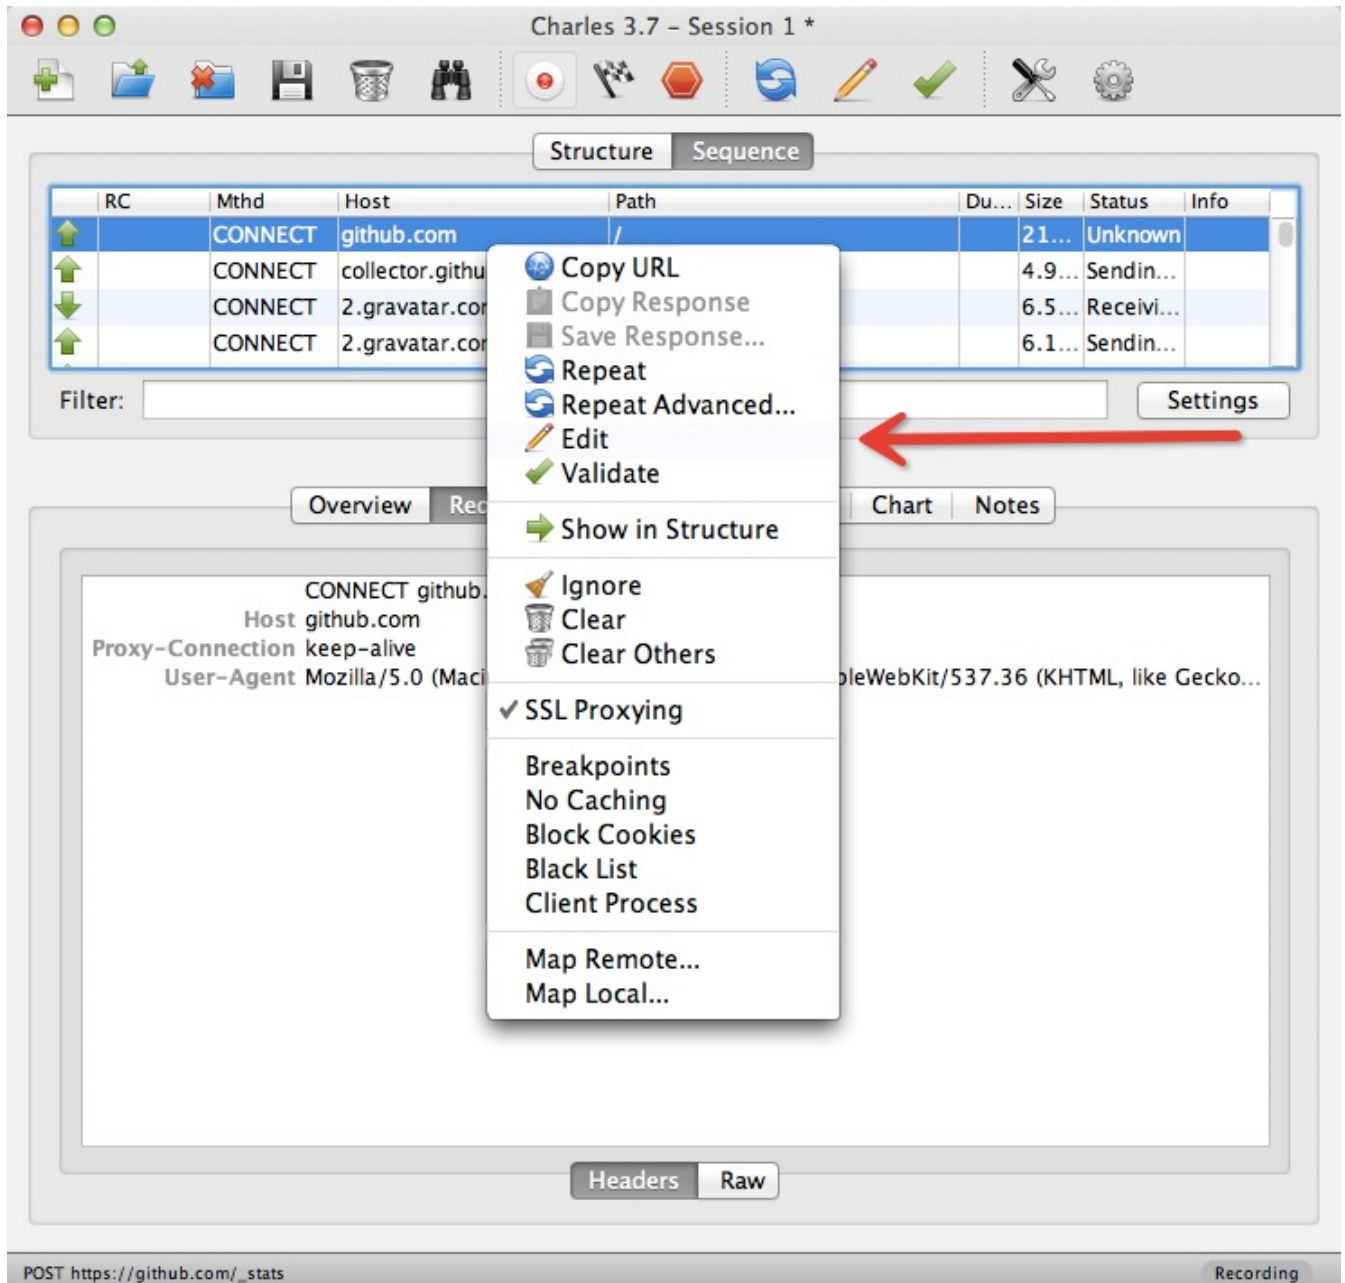 Charles 3.7 – Session 1 *
Structure Sequence
RC Mthd Host Path Du... Size Status Info
CONNECT github.com / 21... Unknown
CONNECT collector.githu 4.9... Sendin...
CONNECT 2.gravatar.co 6.5... Receivi...
CONNECT 2.gravatar.co 6.1... Sendin...
Filter: Settings
Copy URL
Copy Response
Save Response...
Repeat
Repeat Advanced...
Edit
Validate
Show in Structure
Ignore
Clear
Clear Others
SSL Proxying
Breakpoints
No Caching
Block Cookies
Black List
Client Process
Map Remote...
Map Local...
Overview Req Chart Notes
CONNECT github.
Host github.com
Proxy-Connection keep-alive
User-Agent Mozilla/5.0 (Maci leWebKit/537.36 (KHTML, like Gecko...
Headers Raw
POST https://github.com/_stats Recording